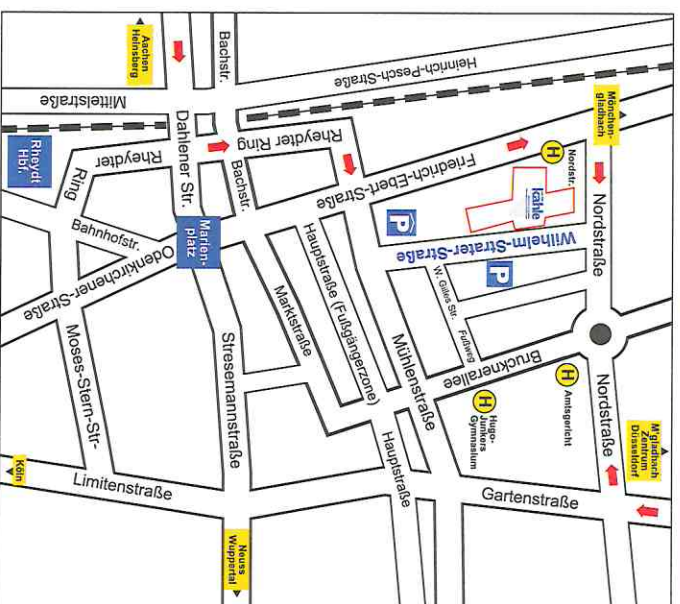 Aachen
Heinsberg
Bachstr.
Heinrich-Pesch-Straße
Mönchen-
gladbach
Mittelstraße
Rheydt
Hbf.
Rheydter
Ring
Dahlener Str.
Rheydter Ring
Bachstr.
Friedrich-Ebert-Straße
H
Nordstr.
kähle
Nordstraße
Wilhelm-Strater-Straße
P
P
W. Gilles Str.
Fußweg
Bahnhofstr.
Marien-
platz
Odenkirchener-Straße
Hauptstraße (Fußgängerzone)
Marktstraße
Mühlenstraße
Brucknerallee
H
Amtsgericht
H
Hugo-
Junkers
Gymnasium
Nordstraße
M'gladbach
Zentrum
Düsseldorf
Moses-Stern-Str-
Stresemannstraße
Hauptstraße
Gartenstraße
Köln
Limitenstraße
Neuss
Wuppertal